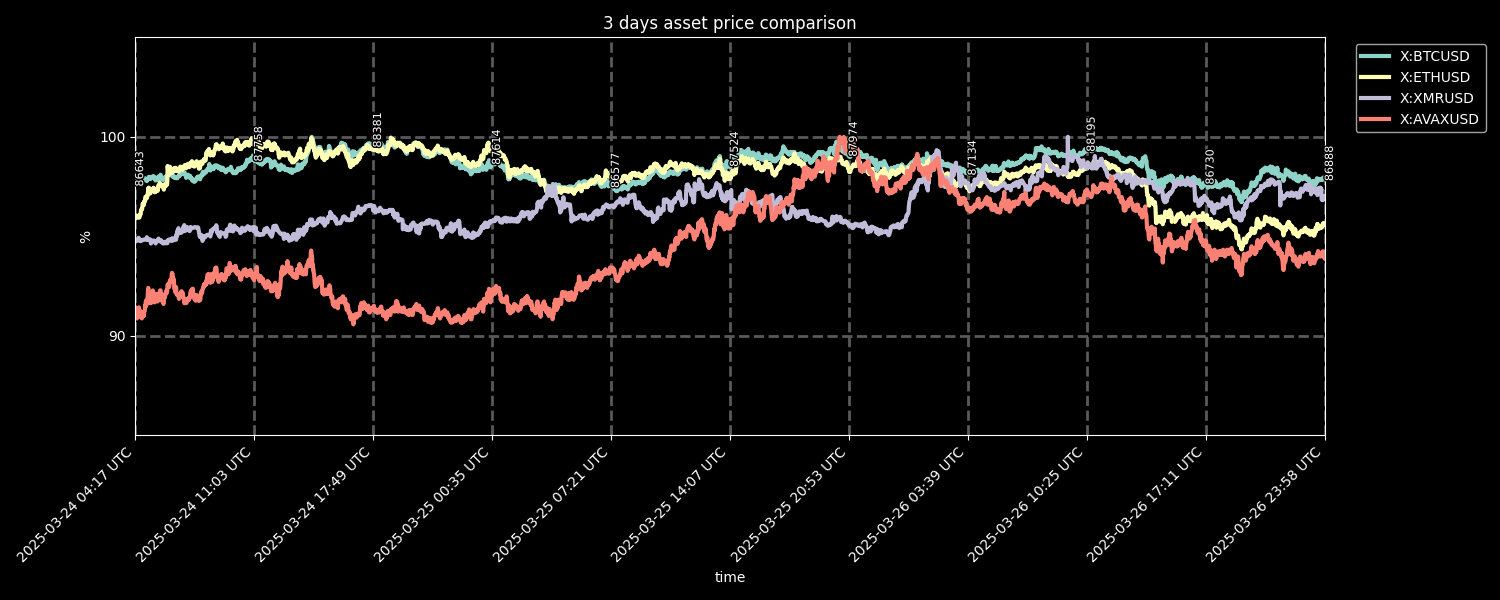 3 days asset price comparison
X:BTCUSD
X:ETHUSD
X:XMRUSD
X:AVAXUSD
100
90
%
86643
87758
88381
87614
86577
87524
87974
87134
88195
86730
86888
2025-03-24 04:17 UTC
2025-03-24 11:03 UTC
2025-03-24 17:49 UTC
2025-03-25 00:35 UTC
2025-03-25 07:21 UTC
2025-03-25 14:07 UTC
2025-03-25 20:53 UTC
2025-03-26 03:39 UTC
2025-03-26 10:25 UTC
2025-03-26 17:11 UTC
2025-03-26 23:58 UTC
time